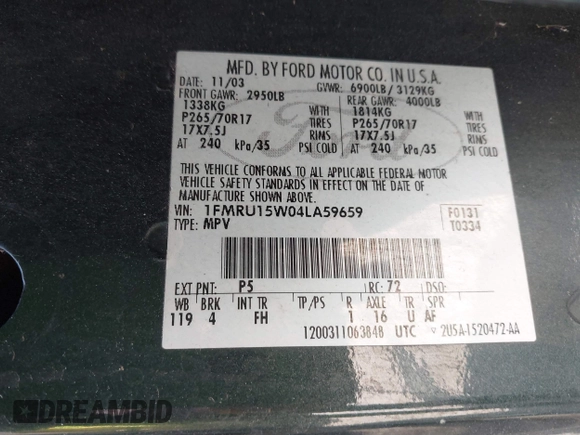 MFD. BY FORD MOTOR CO. IN U.S.A.
DATE: 11/03 GVWR: 6900LB / 3129KG
FRONT GAWR: 2950LB REAR GAWR: 4000LB
1338KG WITH 1814KG WITH
P265/70R17 TIRES P265/70R17 TIRES
17X7.5J RIMS 17X7.5J RIMS
AT 240 kPa/35 PSI COLD AT 240 kPa/35 PSI COLD
Ford
THIS VEHICLE CONFORMS TO ALL APPLICABLE FEDERAL MOTOR
VEHICLE SAFETY STANDARDS IN EFFECT ON THE DATE OF
MANUFACTURE SHOWN ABOVE.
VIN: 1FMRU15W04LA59659 F0131
TYPE: MPV T0334
EXT PNT: P5 RC: 72 DSO:
WB BRK INT TR TP/PS R AXLE TR SPR
119 4 FH 1 16 U AF
1200311063848 UTC 2U5A-1520472-AA
DREAMBID